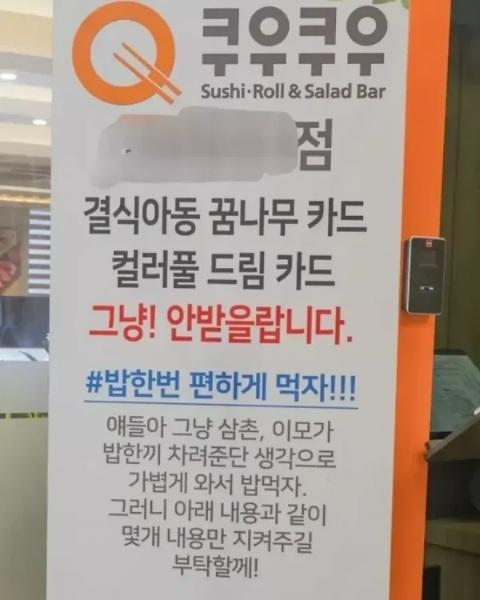 쿠우쿠우
Sushi·Roll & Salad Bar
점
결식아동 꿈나무 카드
컬러풀 드림 카드
그냥! 안받을랍니다.
#밥한번 편하게 먹자!!!
얘들아 그냥 삼촌, 이모가
밥한끼 차려준단 생각으로
가볍게 와서 밥먹자.
그러니 아래 내용과 같이
몇개 내용만 지켜주길
부탁할께!